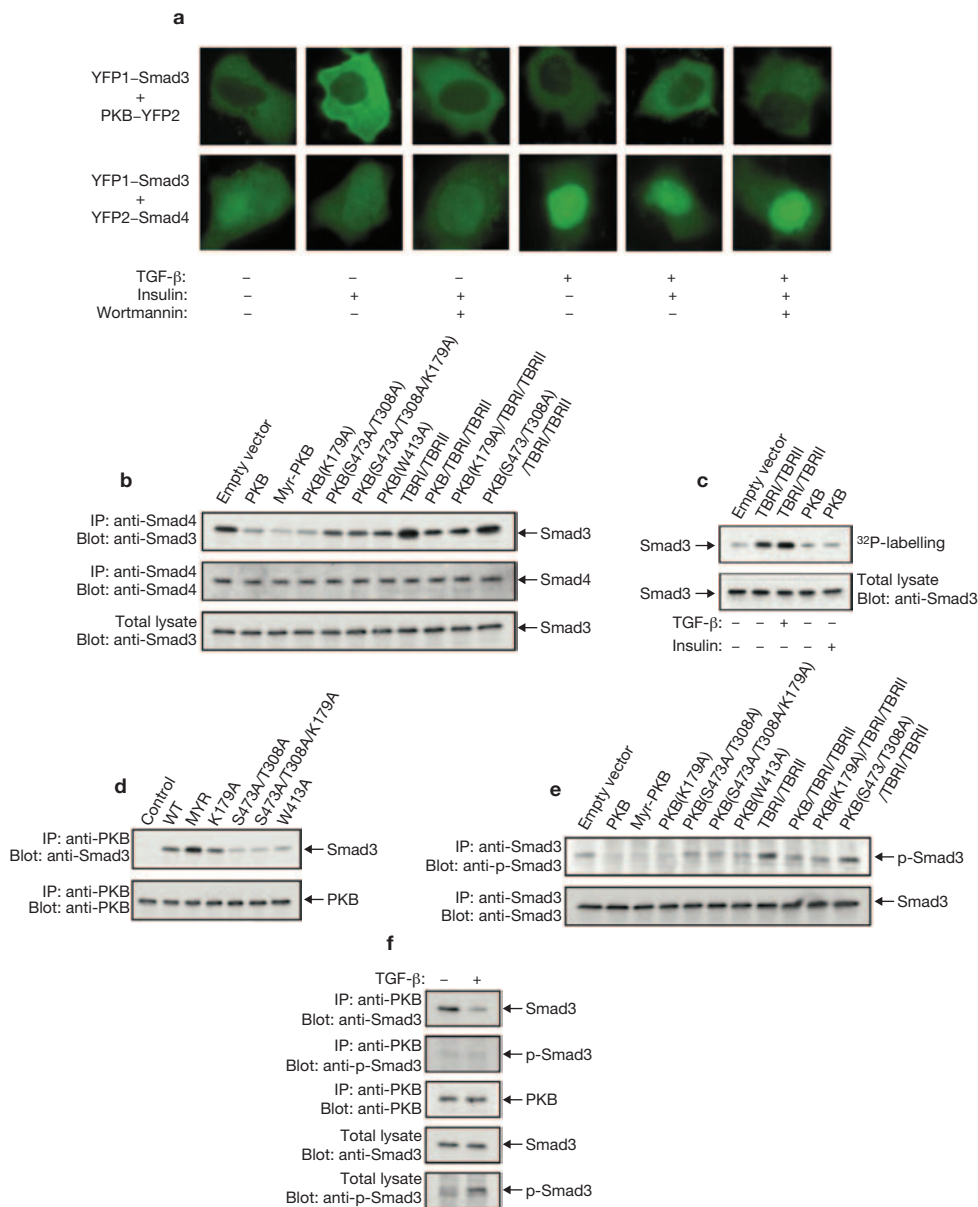 a
YFP1–Smad3
+
PKB–YFP2
YFP1–Smad3
+
YFP2–Smad4
TGF-β: – – – + + +
Insulin: – + + – + +
Wortmannin: – – + – – +
b
Empty vector
PKB
Myr-PKB
PKB(K179A)
PKB(S473A/T308A)
PKB(S473A/T308A/K179A)
PKB(W413A)
TBRI/TBRII
PKB/TBRI/TBRII
PKB(K179A)/TBRI/TBRII
PKB(S473/T308A)
/TBRI/TBRII
IP: anti-Smad4
Blot: anti-Smad3
Smad3
IP: anti-Smad4
Blot: anti-Smad4
Smad4
Total lysate
Blot: anti-Smad3
Smad3
c
Empty vector
TBRI/TBRII
TBRI/TBRII
PKB
PKB
Smad3
32P-labelling
Smad3
Total lysate
Blot: anti-Smad3
TGF-β: – – + – –
Insulin: – – – – +
d
Control
WT
MYR
K179A
S473A/T308A
S473A/T308A/K179A
W413A
IP: anti-PKB
Blot: anti-Smad3
Smad3
IP: anti-PKB
Blot: anti-PKB
PKB
e
Empty vector
PKB
Myr-PKB
PKB(K179A)
PKB(S473A/T308A)
PKB(S473A/T308A/K179A)
PKB(W413A)
TBRI/TBRII
PKB/TBRI/TBRII
PKB(K179A)/TBRI/TBRII
PKB(S473/T308A)
/TBRI/TBRII
IP: anti-Smad3
Blot: anti-p-Smad3
p-Smad3
IP: anti-Smad3
Blot: anti-Smad3
Smad3
f
TGF-β: – +
IP: anti-PKB
Blot: anti-Smad3
Smad3
IP: anti-PKB
Blot: anti-p-Smad3
p-Smad3
IP: anti-PKB
Blot: anti-PKB
PKB
Total lysate
Blot: anti-Smad3
Smad3
Total lysate
Blot: anti-p-Smad3
p-Smad3